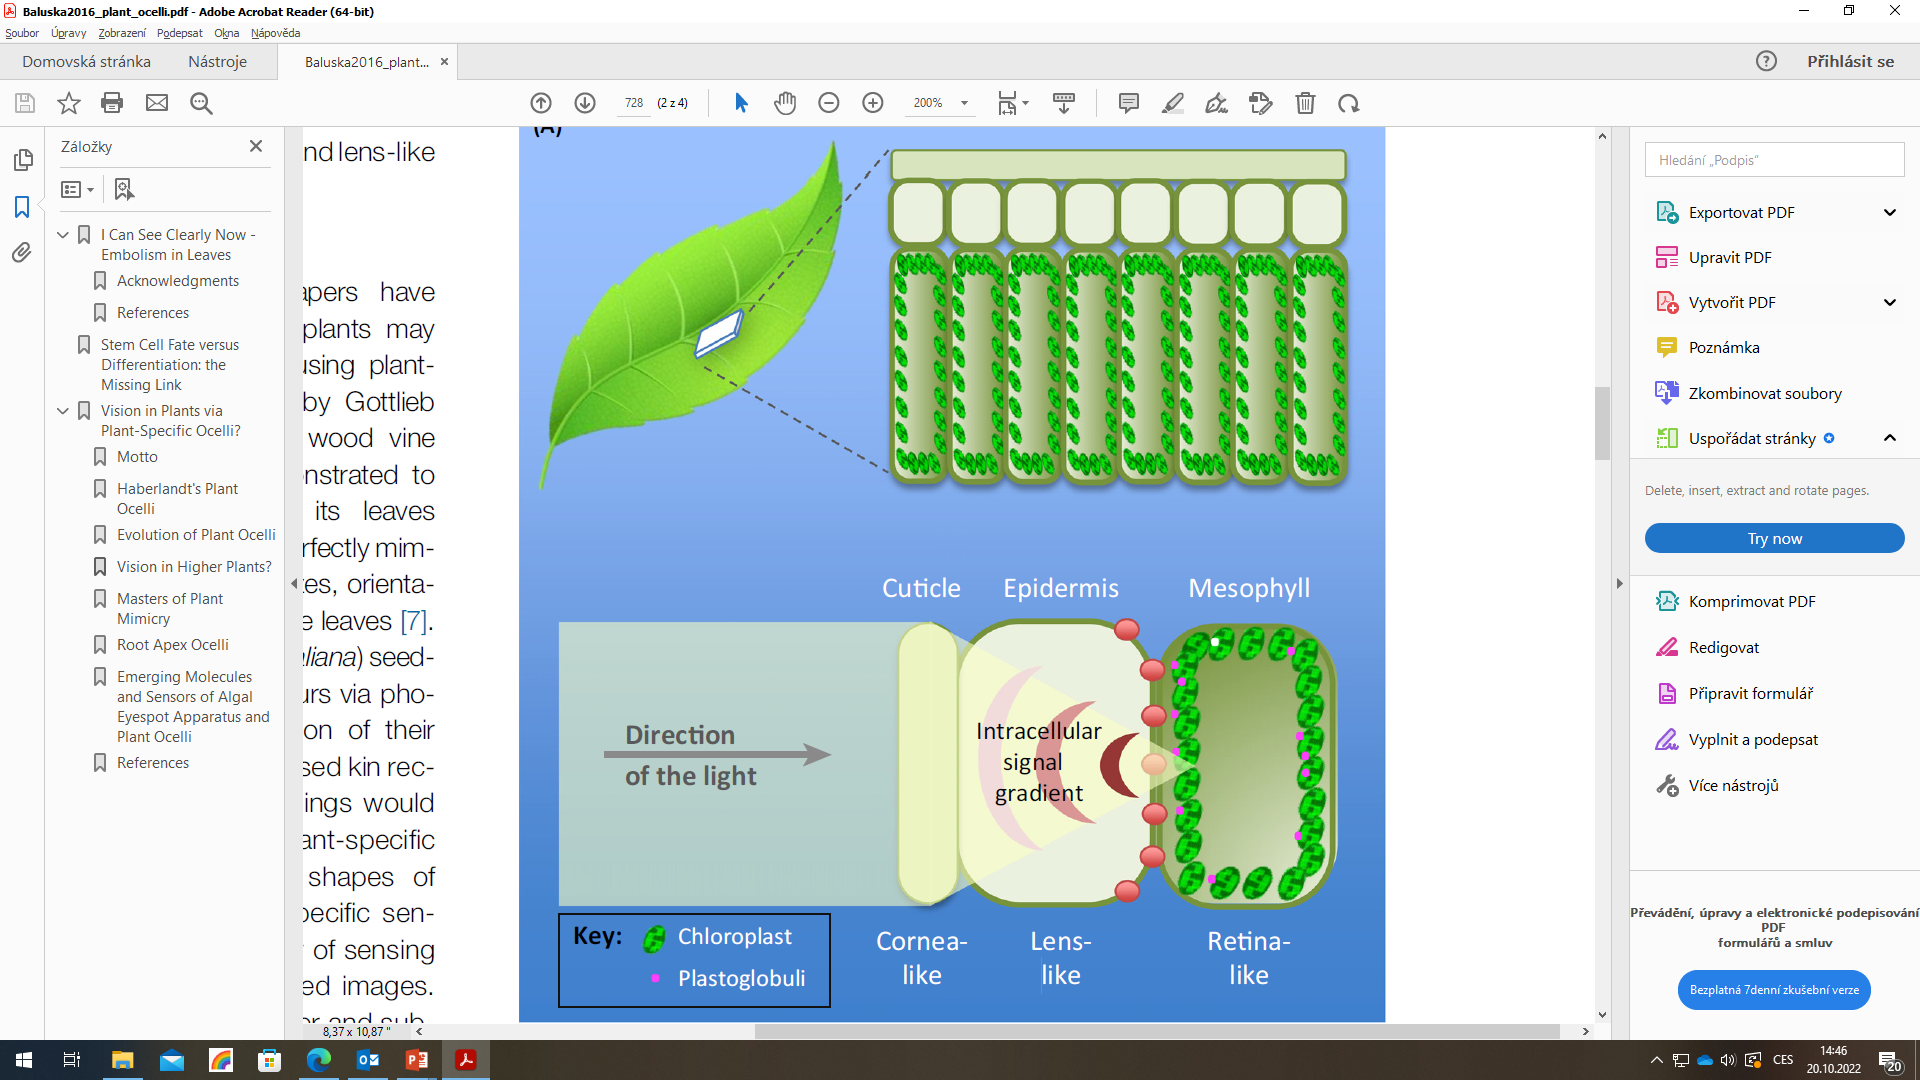 Baluska2016_plant_ocelli.pdf - Adobe Acrobat Reader (64-bit)
Soubor Úpravy Zobrazení Podepsat Okna Nápověda
Domovská stránka Nástroje Baluska2016_plant... Přihlásit se
728 (2 z 4) 200%
Záložky
I Can See Clearly Now -
Embolism in Leaves
Acknowledgments
References
Stem Cell Fate versus
Differentiation: the
Missing Link
Vision in Plants via
Plant-Specific Ocelli?
Motto
Haberlandt's Plant
Ocelli
Evolution of Plant Ocelli
Vision in Higher Plants?
Masters of Plant
Mimicry
Root Apex Ocelli
Emerging Molecules
and Sensors of Algal
Eyespot Apparatus and
Plant Ocelli
References
nd lens-like
apers have
plants may
using plant-
by Gottlieb
wood vine
nstrated to
its leaves
rfectly mim-
tes, orienta-
e leaves [7].
aliana) seed-
urs via pho-
on of their
sed kin rec-
ings would
ant-specific
shapes of
pecific sen-
of sensing
ed images.
or and sub-
8,37 x 10,87 "
(A)
Cuticle Epidermis Mesophyll
Direction
of the light
Intracellular
signal
gradient
Key: Chloroplast
Plastoglobuli
Cornea-
like
Lens-
like
Retina-
like
Hledání „Podpis“
Exportovat PDF
Upravit PDF
Vytvořit PDF
Poznámka
Zkombinovat soubory
Uspořádat stránky
Delete, insert, extract and rotate pages.
Try now
Komprimovat PDF
Redigovat
Připravit formulář
Vyplnit a podepsat
Více nástrojů
Převádění, úpravy a elektronické podepisování
PDF
formulářů a smluv
Bezplatná 7denní zkušební verze
CES
14:46
20.10.2022
20